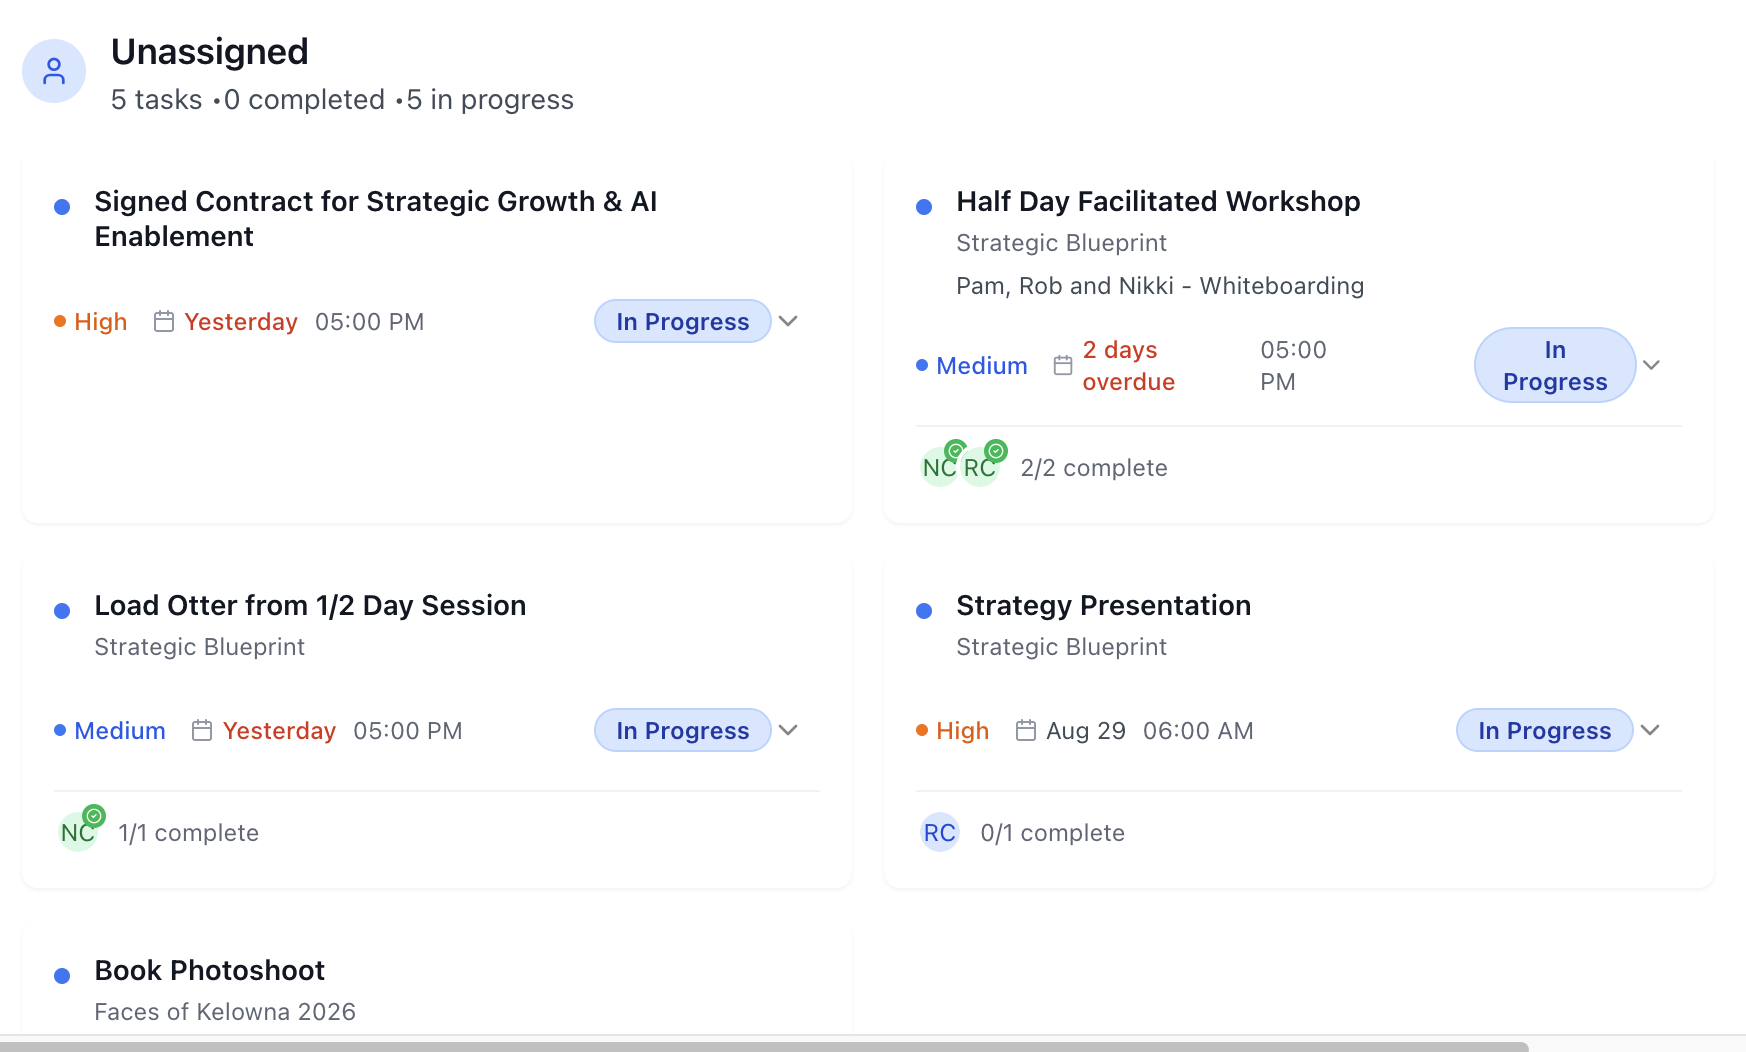 Unassigned
5 tasks •0 completed •5 in progress
Signed Contract for Strategic Growth & AI
Enablement
High Yesterday 05:00 PM In Progress
Half Day Facilitated Workshop
Strategic Blueprint
Pam, Rob and Nikki - Whiteboarding
Medium 2 days overdue 05:00 PM In Progress
NC RC 2/2 complete
Load Otter from 1/2 Day Session
Strategic Blueprint
Medium Yesterday 05:00 PM In Progress
NC 1/1 complete
Strategy Presentation
Strategic Blueprint
High Aug 29 06:00 AM In Progress
RC 0/1 complete
Book Photoshoot
Faces of Kelowna 2026